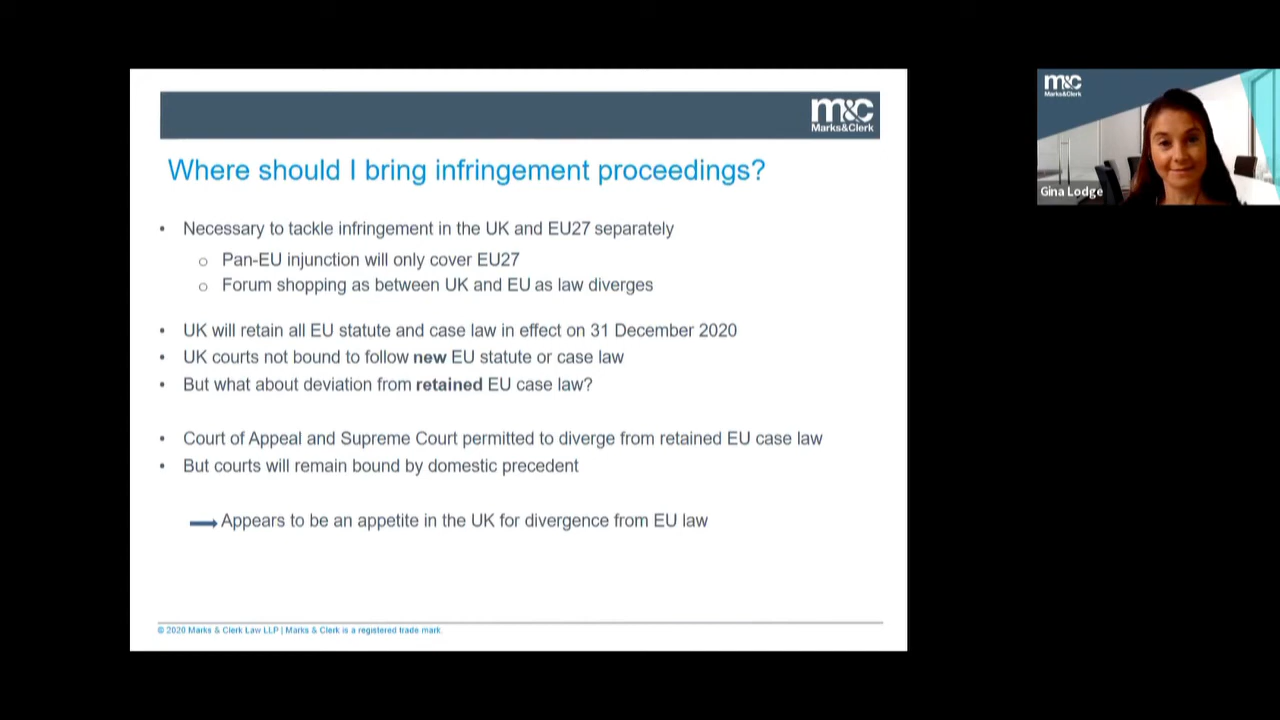 m&c
Marks&Clerk
Where should I bring infringement proceedings?
• Necessary to tackle infringement in the UK and EU27 separately
o Pan-EU injunction will only cover EU27
o Forum shopping as between UK and EU as law diverges
• UK will retain all EU statute and case law in effect on 31 December 2020
• UK courts not bound to follow new EU statute or case law
• But what about deviation from retained EU case law?
• Court of Appeal and Supreme Court permitted to diverge from retained EU case law
• But courts will remain bound by domestic precedent
Appears to be an appetite in the UK for divergence from EU law
© 2020 Marks & Clerk Law LLP | Marks & Clerk is a registered trade mark
m&c
Marks&Clerk
Gina Lodge